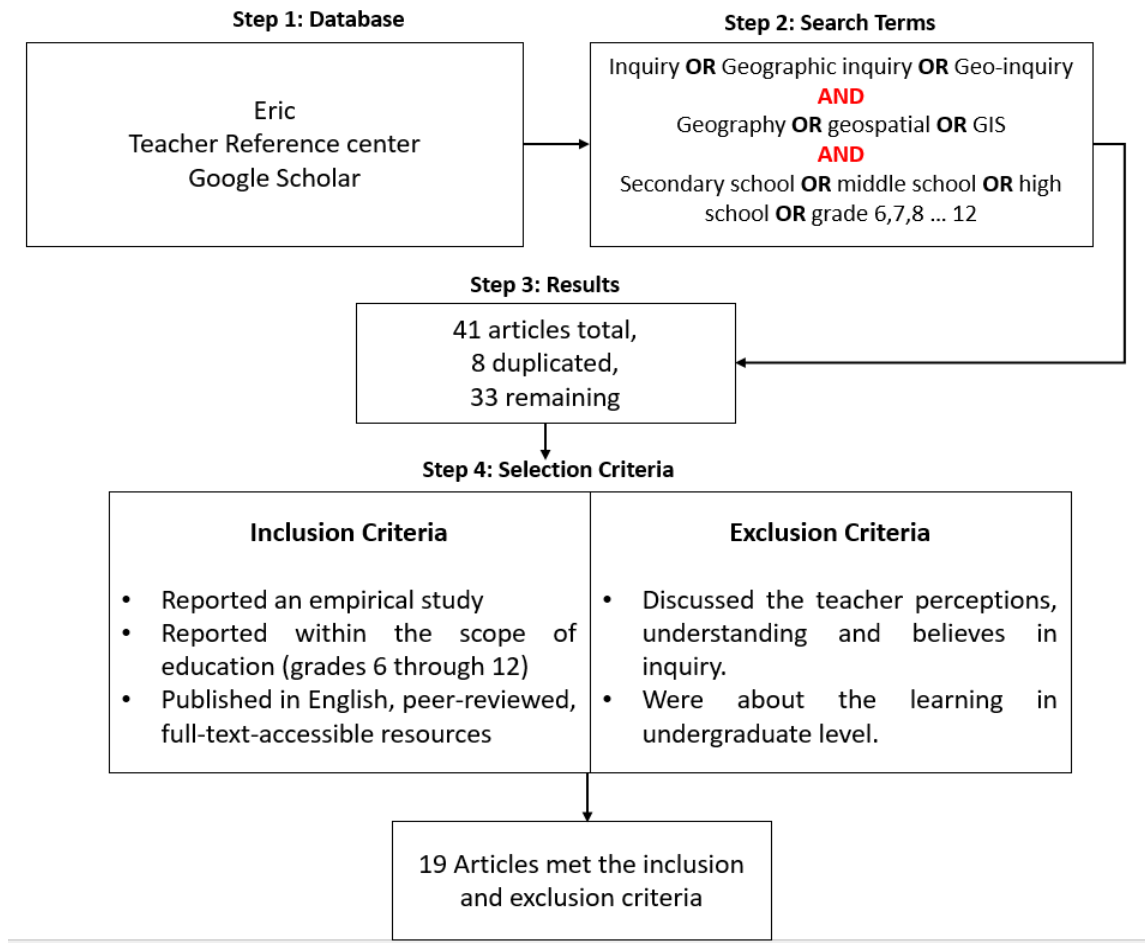 Step 1: Database
Eric
Teacher Reference center
Google Scholar
Step 2: Search Terms
Inquiry OR Geographic inquiry OR Geo-inquiry
AND
Geography OR geospatial OR GIS
AND
Secondary school OR middle school OR high
school OR grade 6,7,8 ... 12
Step 3: Results
41 articles total,
8 duplicated,
33 remaining
Step 4: Selection Criteria
Inclusion Criteria
• Reported an empirical study
• Reported within the scope of
education (grades 6 through 12)
• Published in English, peer-reviewed,
full-text-accessible resources
Exclusion Criteria
• Discussed the teacher perceptions,
understanding and believes in
inquiry.
• Were about the learning in
undergraduate level.
19 Articles met the inclusion
and exclusion criteria